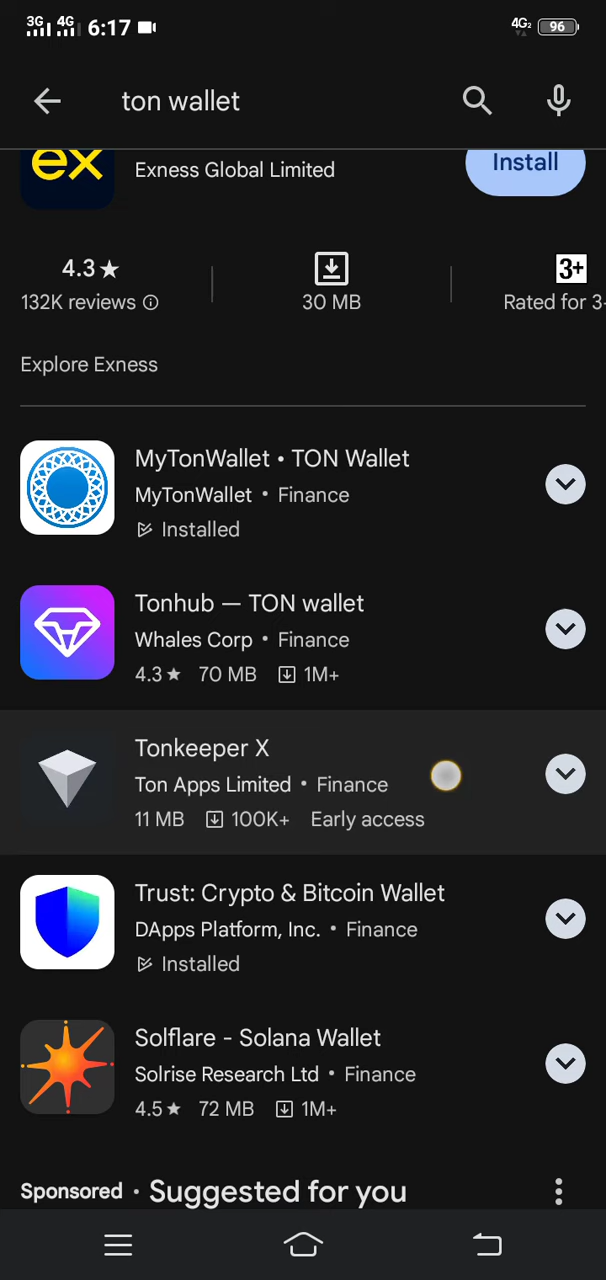 3G 4G 6:17 4G2 96
ton wallet
ex
Exness Global Limited
Install
4.3★
132K reviews
30 MB
3+
Rated for 3-
Explore Exness
MyTonWallet • TON Wallet
MyTonWallet • Finance
Installed
Tonhub — TON wallet
Whales Corp • Finance
4.3★ 70 MB 1M+
Tonkeeper X
Ton Apps Limited • Finance
11 MB 100K+ Early access
Trust: Crypto & Bitcoin Wallet
DApps Platform, Inc. • Finance
Installed
Solflare - Solana Wallet
Solrise Research Ltd • Finance
4.5★ 72 MB 1M+
Sponsored • Suggested for you